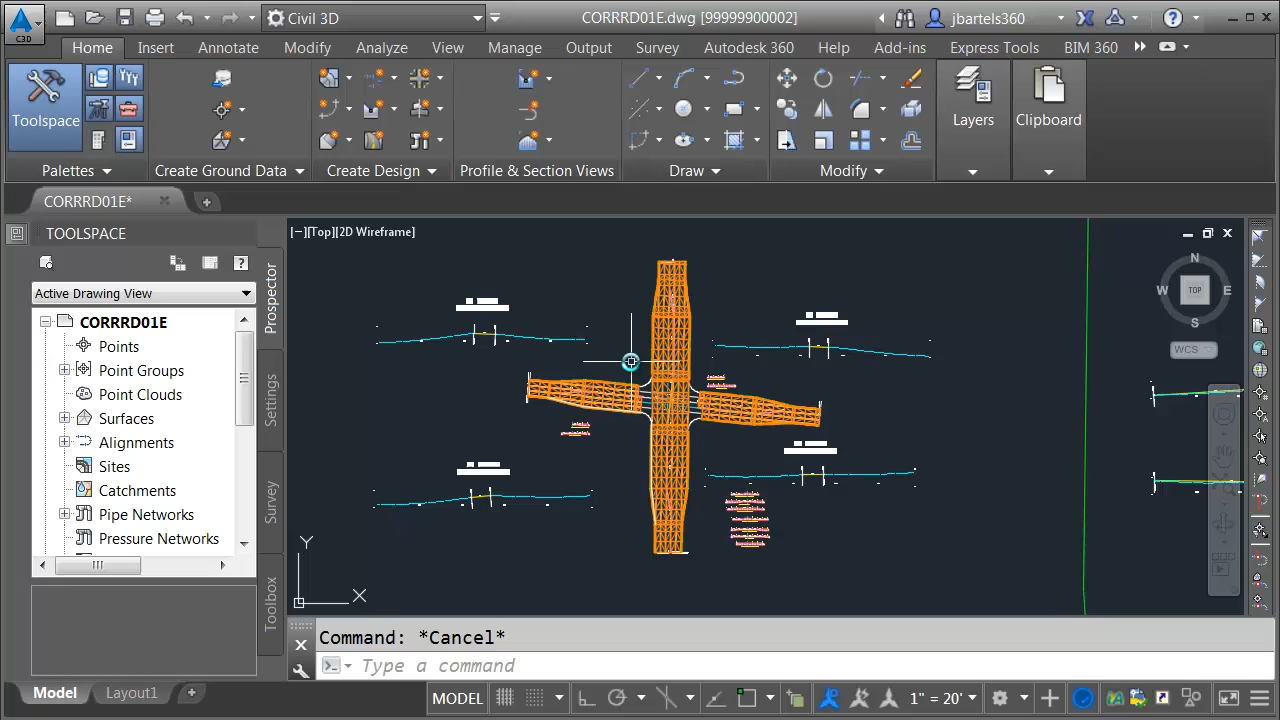 C3D
Civil 3D
CORRRD01E.dwg [99999900002]
jbartels360
Home Insert Annotate Modify Analyze View Manage Output Survey Autodesk 360 Help Add-ins Express Tools BIM 360
Toolspace
Layers
Clipboard
Palettes Create Ground Data Create Design Profile & Section Views Draw Modify
CORRRD01E*
TOOLSPACE
[−][Top][2D Wireframe]
Active Drawing View
CORRRD01E
Points
Point Groups
Point Clouds
Surfaces
Alignments
Sites
Catchments
Pipe Networks
Pressure Networks
Prospector
Settings
Survey
Toolbox
N
W TOP E
S
WCS
Y
X
Command: *Cancel*
Type a command
Model Layout1
MODEL
1" = 20'